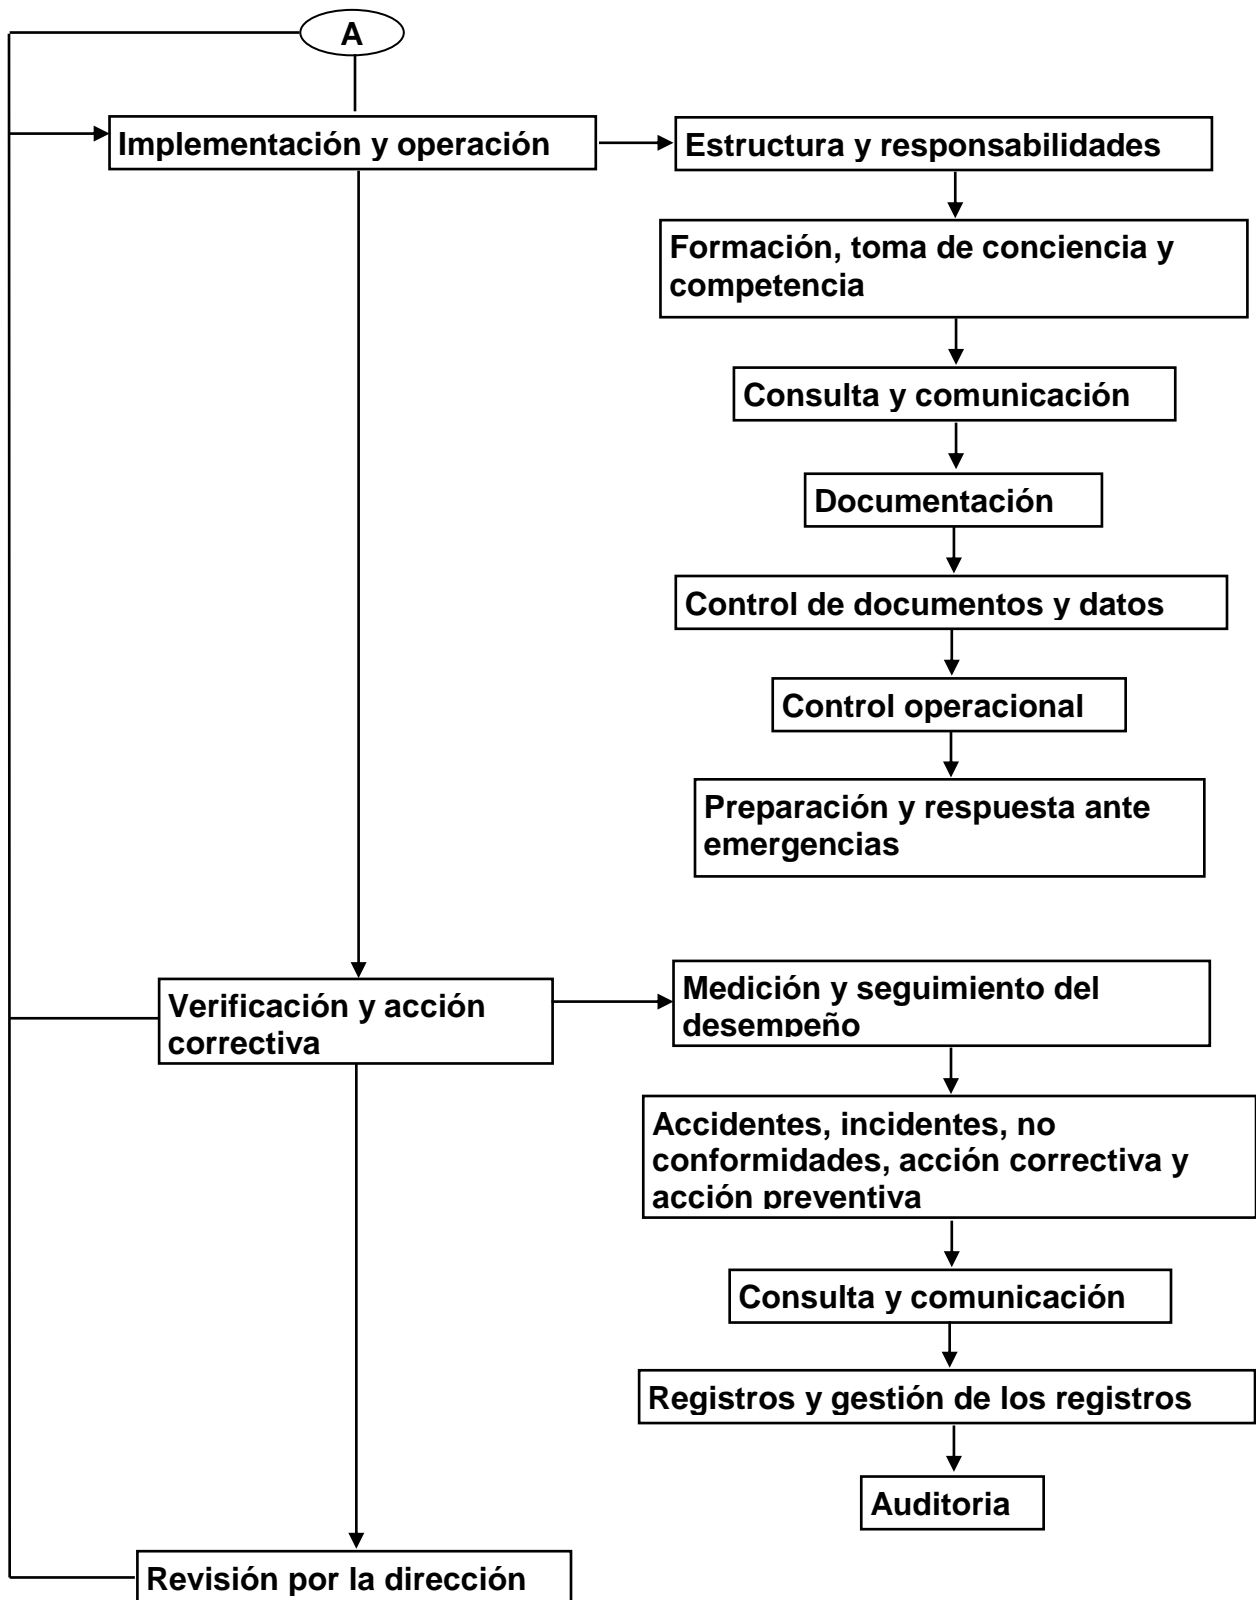 A
Implementación y operación
Estructura y responsabilidades
Formación, toma de conciencia y
competencia
Consulta y comunicación
Documentación
Control de documentos y datos
Control operacional
Preparación y respuesta ante
emergencias
Verificación y acción
correctiva
Medición y seguimiento del
desempeño
Accidentes, incidentes, no
conformidades, acción correctiva y
acción preventiva
Consulta y comunicación
Registros y gestión de los registros
Auditoria
Revisión por la dirección